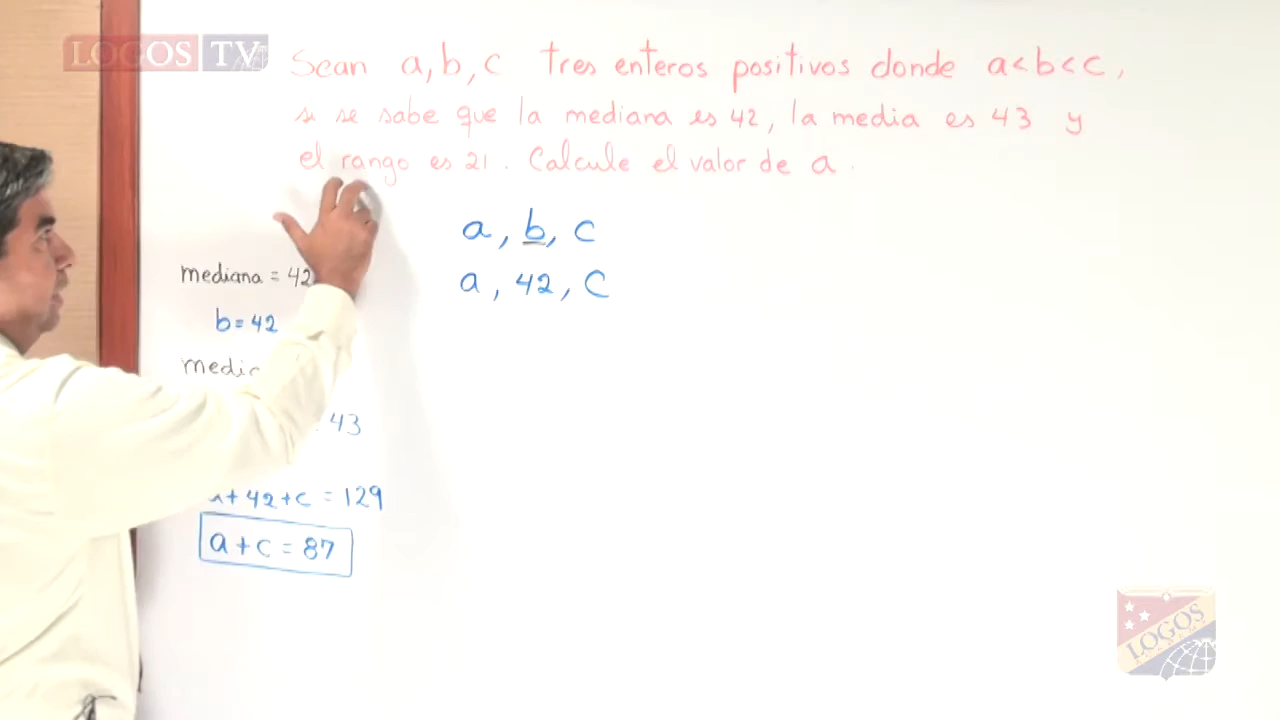 LOGOS TV
Sean a, b, c tres enteros positivos donde a < b < c,
si se sabe que la mediana es 42, la media es 43 y
el rango es 21. Calcule el valor de a.
a, b, c
mediana = 42
a, 42, c
b = 42
43
a + 42 + c = 129
a + c = 87
LOGOS